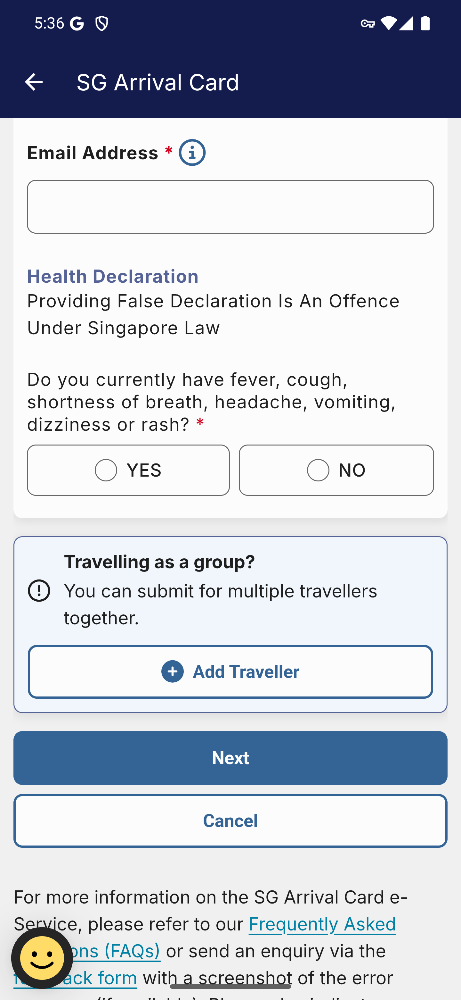 5:36
SG Arrival Card
Email Address *
Health Declaration
Providing False Declaration Is An Offence
Under Singapore Law
Do you currently have fever, cough,
shortness of breath, headache, vomiting,
dizziness or rash? *
YES
NO
Travelling as a group?
You can submit for multiple travellers
together.
Add Traveller
Next
Cancel
For more information on the SG Arrival Card e-
Service, please refer to our Frequently Asked
ons (FAQs) or send an enquiry via the
ack form with a screenshot of the error